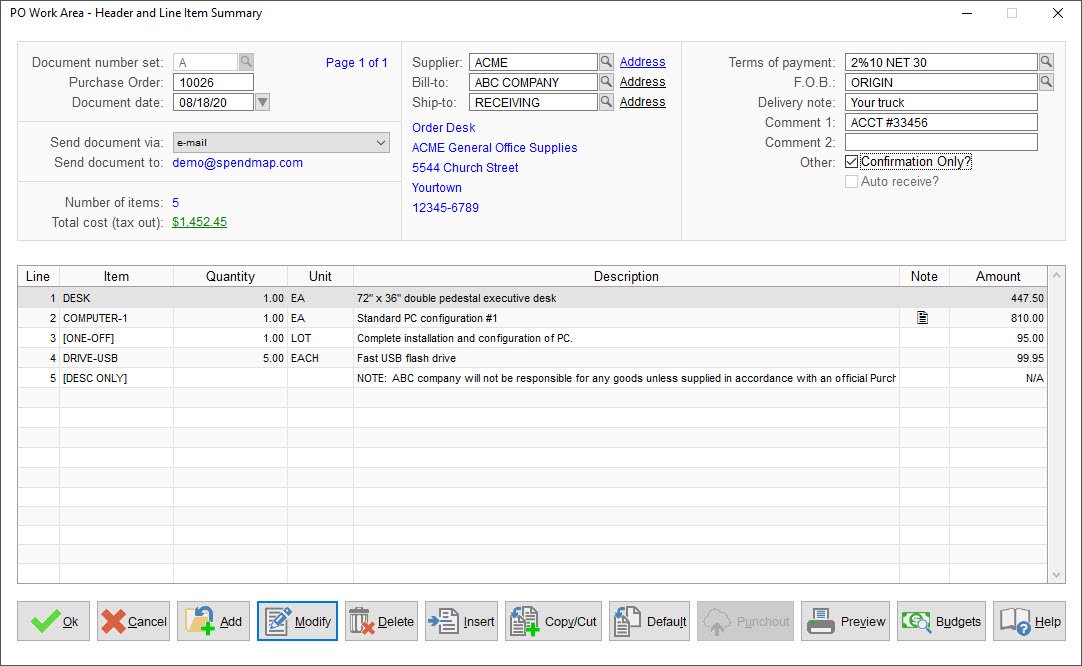 PO Work Area - Header and Line Item Summary
Document number set: A Page 1 of 1
Purchase Order: 10026
Document date: 08/18/20
Send document via: e-mail
Send document to: demo@spendmap.com
Number of items: 5
Total cost (tax out): $1,452.45
Supplier: ACME Address
Bill-to: ABC COMPANY Address
Ship-to: RECEIVING Address
Order Desk
ACME General Office Supplies
5544 Church Street
Yourtown
12345-6789
Terms of payment: 2%10 NET 30
F.O.B.: ORIGIN
Delivery note: Your truck
Comment 1: ACCT #33456
Comment 2:
Other: Confirmation Only?
Auto receive?
Line Item Quantity Unit Description Note Amount
1 DESK 1.00 EA 72" x 36" double pedestal executive desk 447.50
2 COMPUTER-1 1.00 EA Standard PC configuration #1 810.00
3 [ONE-OFF] 1.00 LOT Complete installation and configuration of PC. 95.00
4 DRIVE-USB 5.00 EACH Fast USB flash drive 99.95
5 [DESC ONLY] NOTE: ABC company will not be responsible for any goods unless supplied in accordance with an official Purch N/A
Ok Cancel Add Modify Delete Insert Copy/Cut Default Punchout Preview Budgets Help